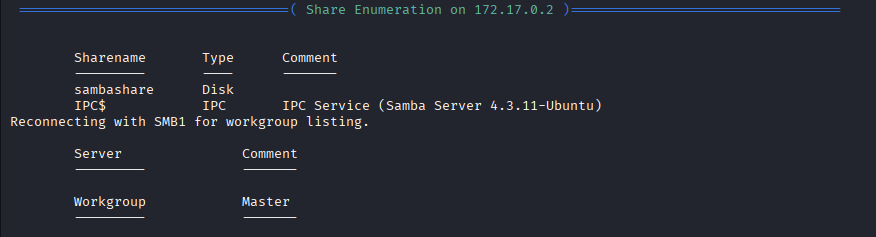 ( Share Enumeration on 172.17.0.2 )
Sharename Type Comment
--------- ---- -------
sambashare Disk
IPC$ IPC IPC Service (Samba Server 4.3.11-Ubuntu)
Reconnecting with SMB1 for workgroup listing.
Server Comment
--------- -------
Workgroup Master
--------- -------